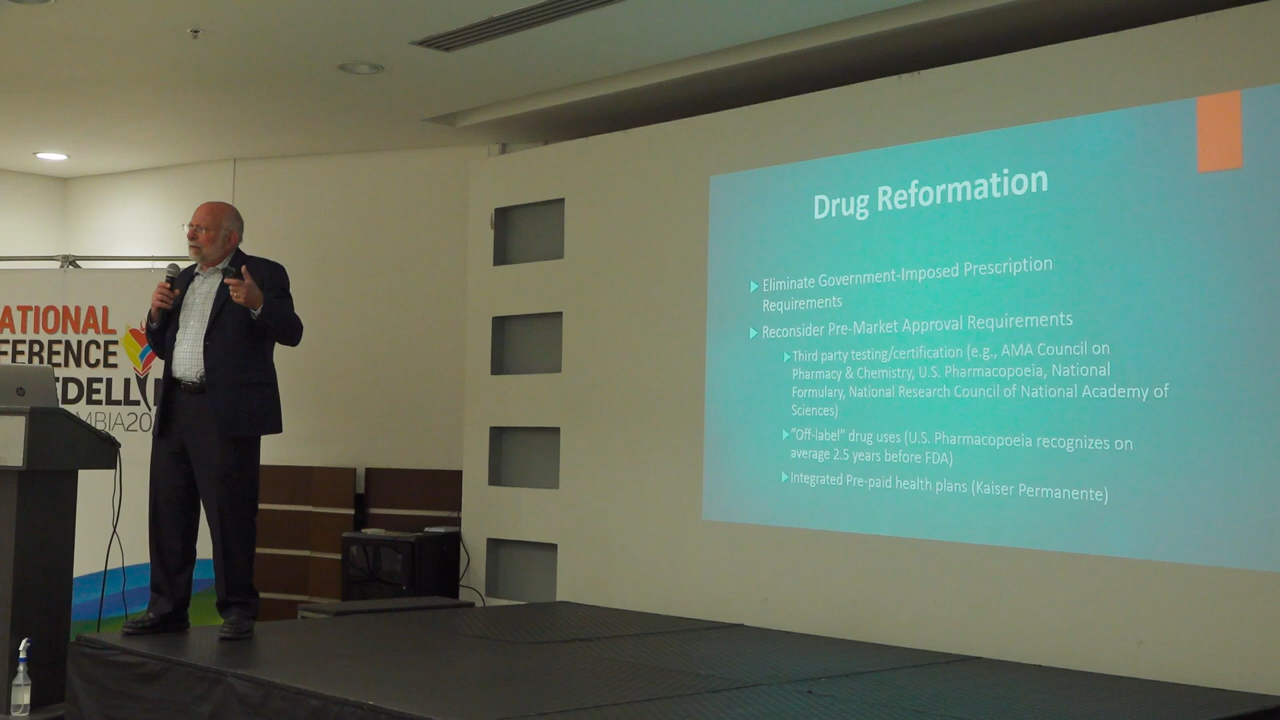 ATIONAL
FERENCE
EDELL
MBIA20
hp
Drug Reformation
Eliminate Government-Imposed Prescription
Requirements
Reconsider Pre-Market Approval Requirements
Third party testing/certification (e.g., AMA Council on
Pharmacy & Chemistry, U.S. Pharmacopoeia, National
Formulary, National Research Council of National Academy of
Sciences)
"Off-label" drug uses (U.S. Pharmacopoeia recognizes on
average 2.5 years before FDA)
Integrated Pre-paid health plans (Kaiser Permanente)